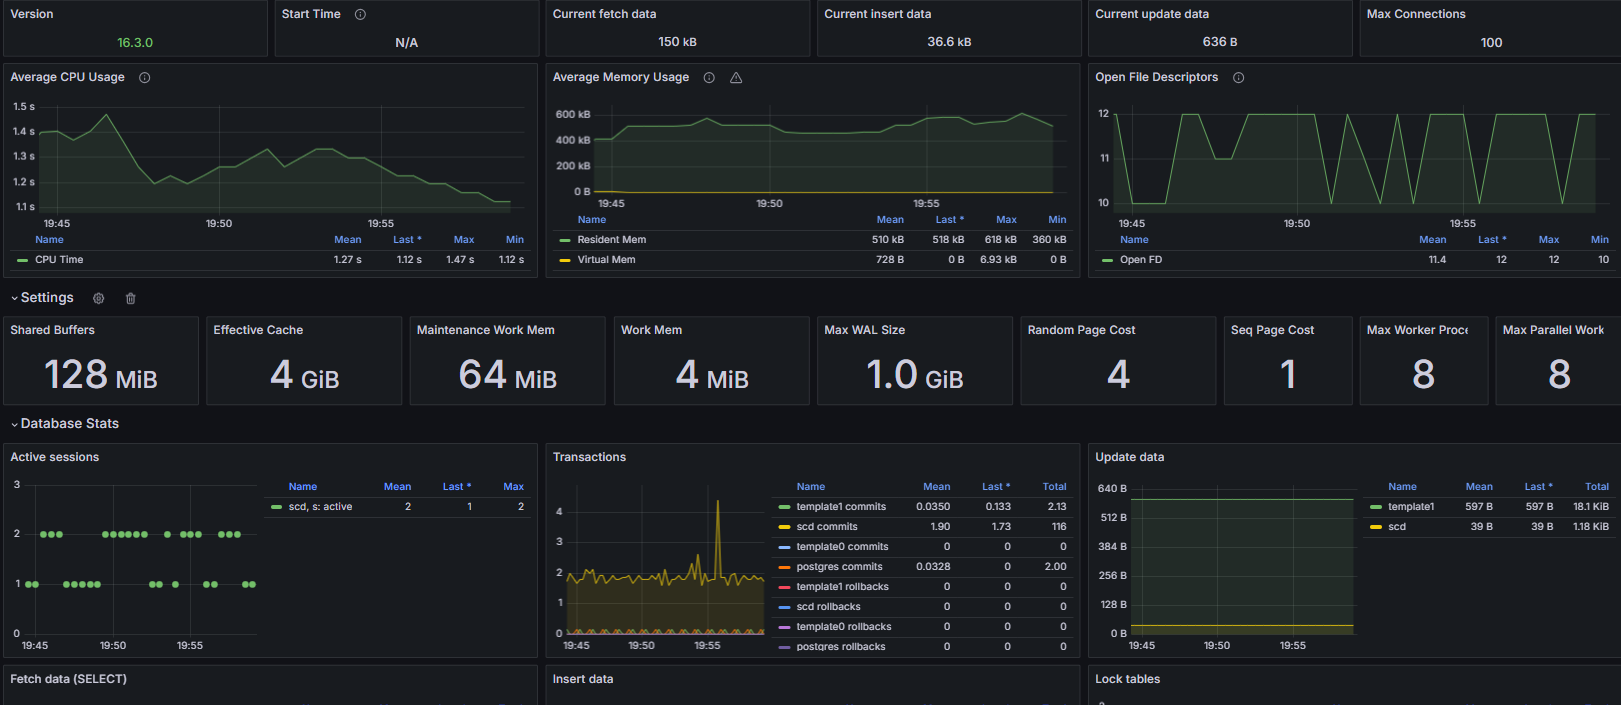 Version
Start Time
Current fetch data
Current insert data
Current update data
Max Connections
16.3.0
N/A
150 kB
36.6 kB
636 B
100
Average CPU Usage
1.5 s
1.4 s
1.3 s
1.2 s
1.1 s
19:45 19:50 19:55
Name Mean Last * Max Min
CPU Time 1.27 s 1.12 s 1.47 s 1.12 s
Average Memory Usage
600 kB
400 kB
200 kB
0 B
19:45 19:50 19:55
Name Mean Last * Max Min
Resident Mem 510 kB 518 kB 618 kB 360 kB
Virtual Mem 728 B 0 B 6.93 kB 0 B
Open File Descriptors
12
11
10
19:45 19:50 19:55
Name Mean Last * Max Min
Open FD 11.4 12 12 10
Settings
Shared Buffers
128 MiB
Effective Cache
4 GiB
Maintenance Work Mem
64 MiB
Work Mem
4 MiB
Max WAL Size
1.0 GiB
Random Page Cost
4
Seq Page Cost
1
Max Worker Proce
8
Max Parallel Work
8
Database Stats
Active sessions
3
2
1
0
19:45 19:50 19:55
Name Mean Last * Max
scd, s: active 2 1 2
Transactions
4
3
2
1
0
19:45 19:50 19:55
Name Mean Last * Total
template1 commits 0.0350 0.133 2.13
scd commits 1.90 1.73 116
template0 commits 0 0 0
postgres commits 0.0328 0 2.00
template1 rollbacks 0 0 0
scd rollbacks 0 0 0
template0 rollbacks 0 0 0
postgres rollbacks 0 0 0
Update data
640 B
512 B
384 B
256 B
128 B
0 B
19:45 19:50 19:55
Name Mean Last * Total
template1 597 B 597 B 18.1 KiB
scd 39 B 39 B 1.18 KiB
Fetch data (SELECT)
Insert data
Lock tables